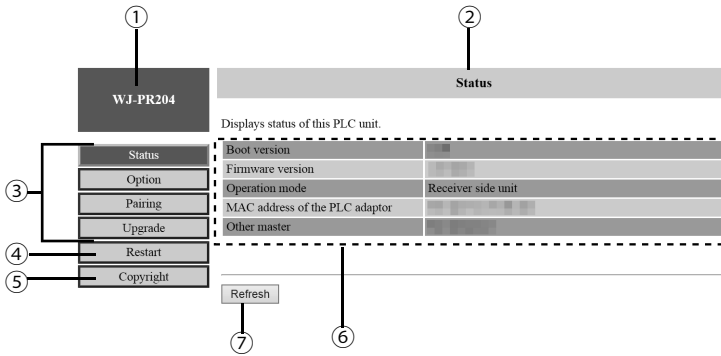 ① ②
WJ-PR204
Status
Displays status of this PLC unit.
Status
Option
Pairing
Upgrade
Restart
Copyright
③
④
⑤
Boot version
Firmware version
Operation mode Receiver side unit
MAC address of the PLC adaptor
Other master
Refresh
⑦ ⑥